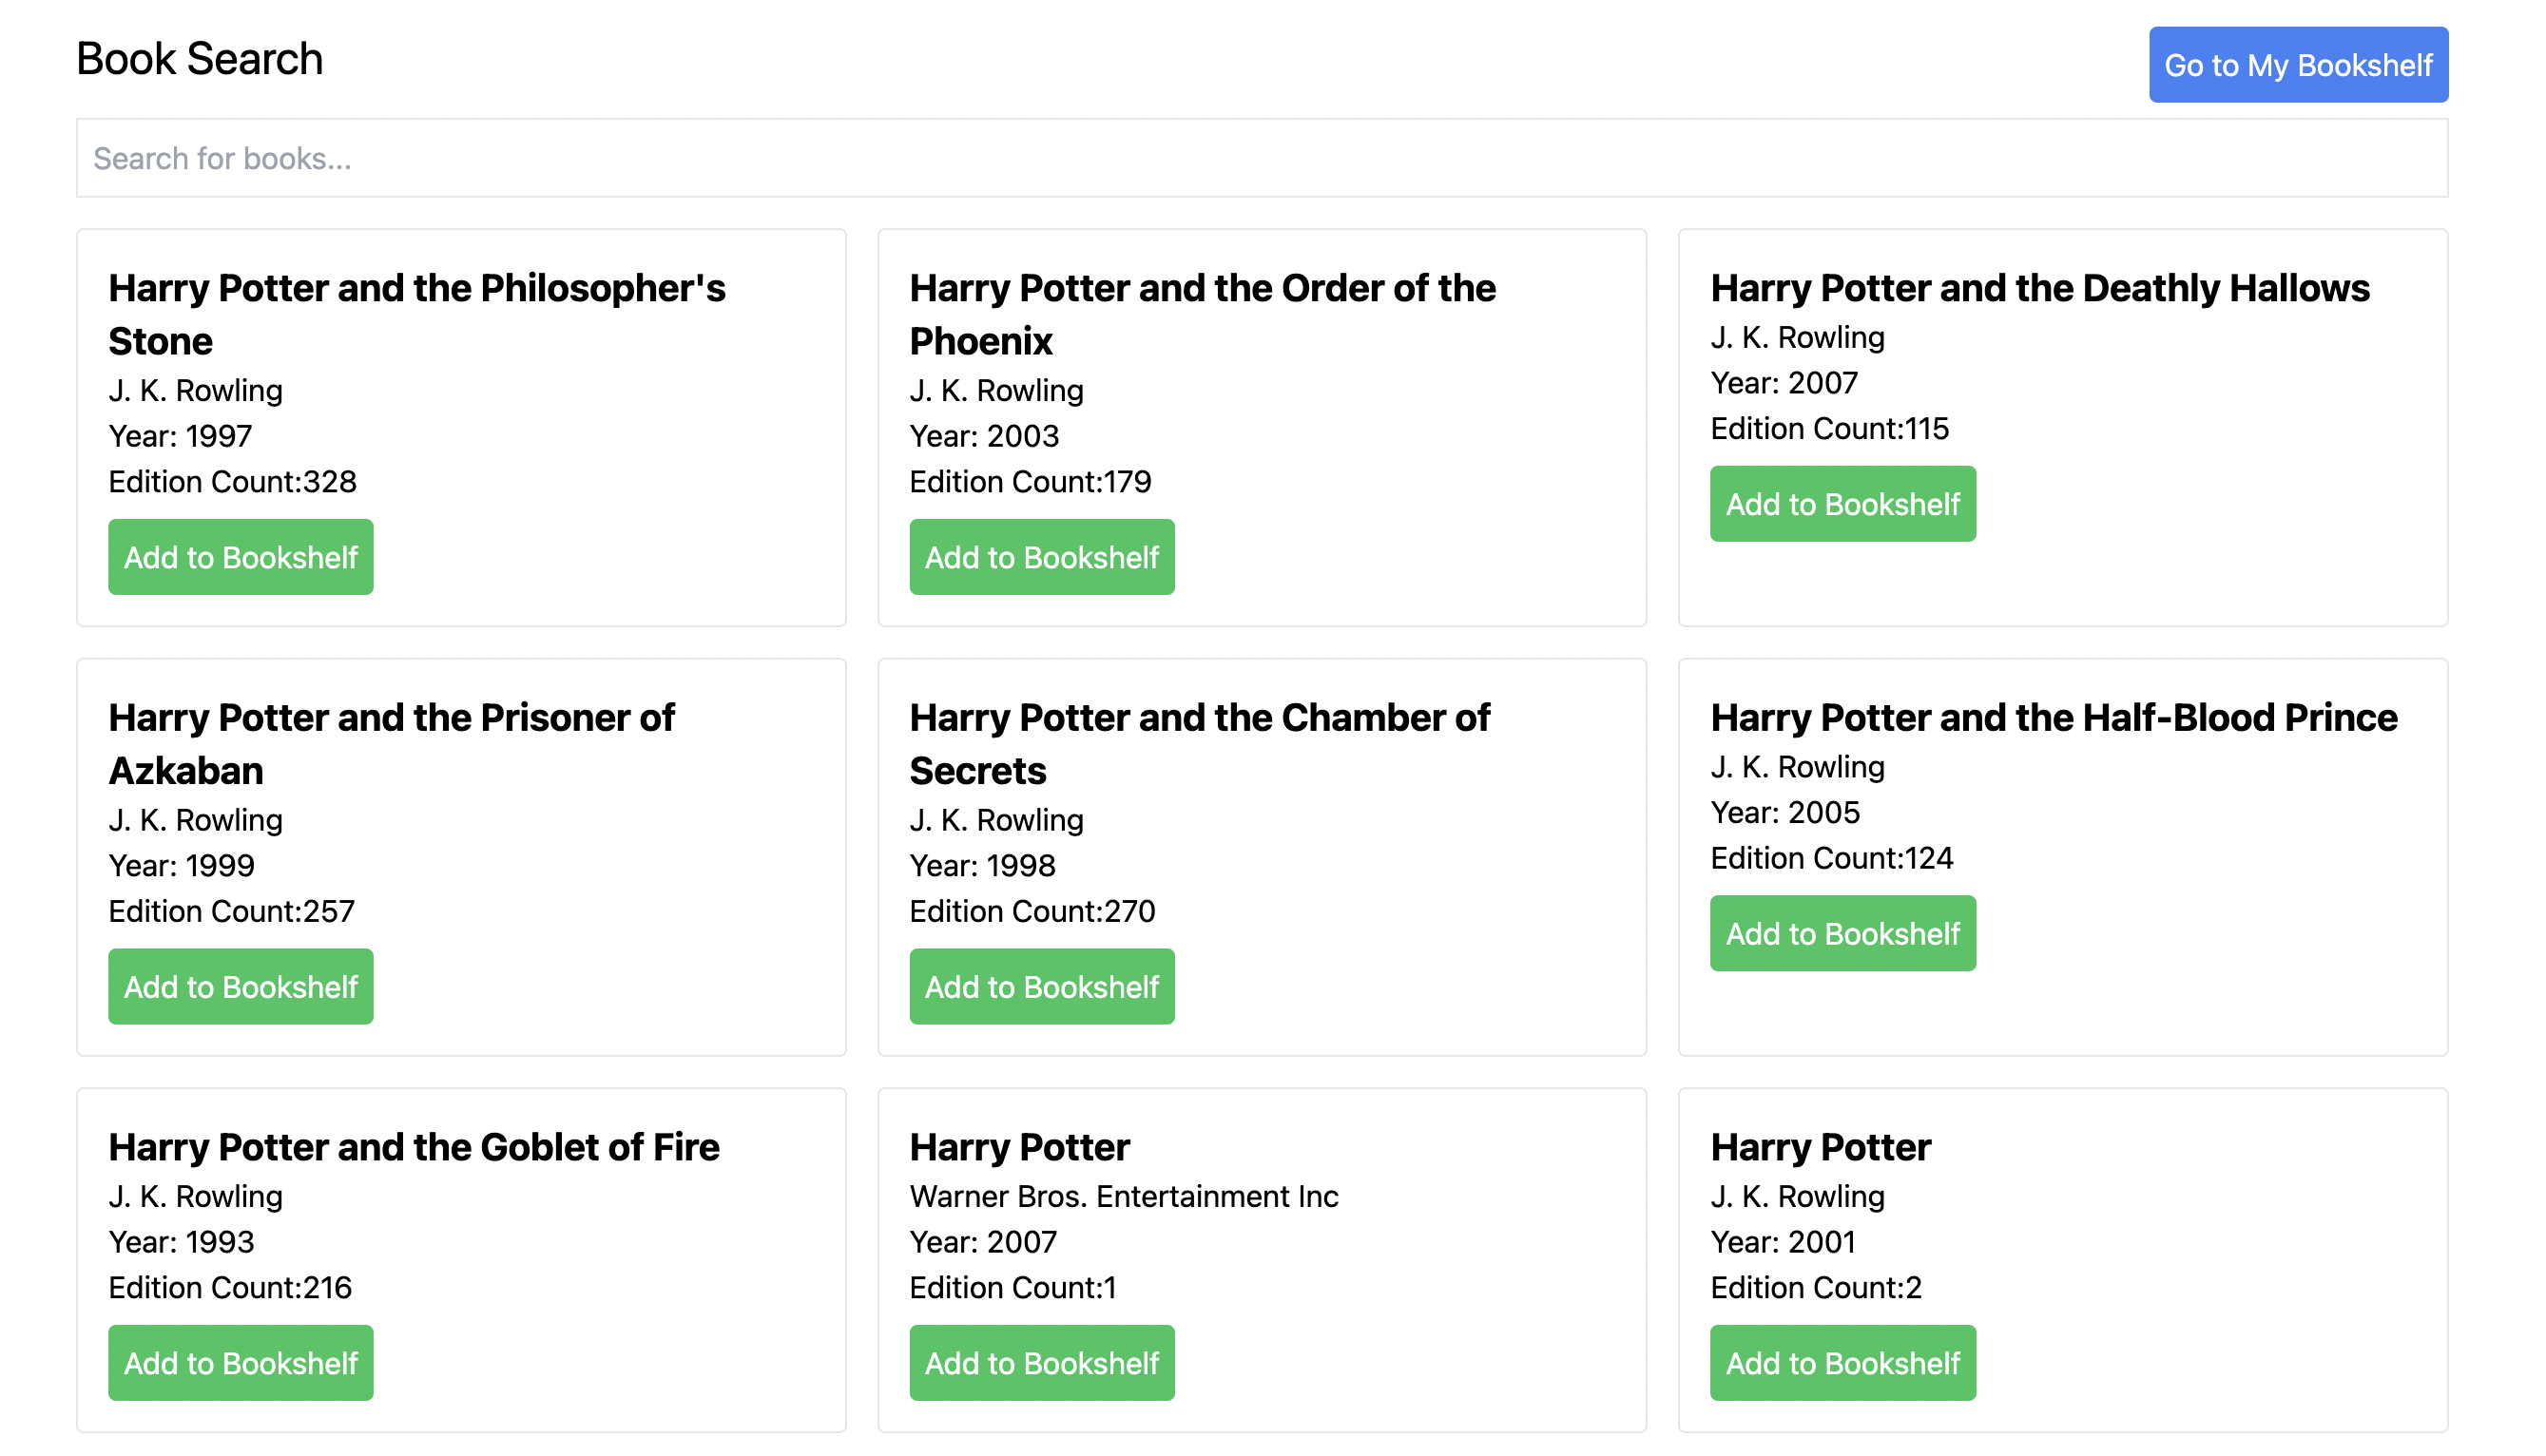 Book Search
Go to My Bookshelf
Search for books...
Harry Potter and the Philosopher's
Stone
J. K. Rowling
Year: 1997
Edition Count:328
Add to Bookshelf
Harry Potter and the Order of the
Phoenix
J. K. Rowling
Year: 2003
Edition Count:179
Add to Bookshelf
Harry Potter and the Deathly Hallows
J. K. Rowling
Year: 2007
Edition Count:115
Add to Bookshelf
Harry Potter and the Prisoner of
Azkaban
J. K. Rowling
Year: 1999
Edition Count:257
Add to Bookshelf
Harry Potter and the Chamber of
Secrets
J. K. Rowling
Year: 1998
Edition Count:270
Add to Bookshelf
Harry Potter and the Half-Blood Prince
J. K. Rowling
Year: 2005
Edition Count:124
Add to Bookshelf
Harry Potter and the Goblet of Fire
J. K. Rowling
Year: 1993
Edition Count:216
Add to Bookshelf
Harry Potter
Warner Bros. Entertainment Inc
Year: 2007
Edition Count:1
Add to Bookshelf
Harry Potter
J. K. Rowling
Year: 2001
Edition Count:2
Add to Bookshelf